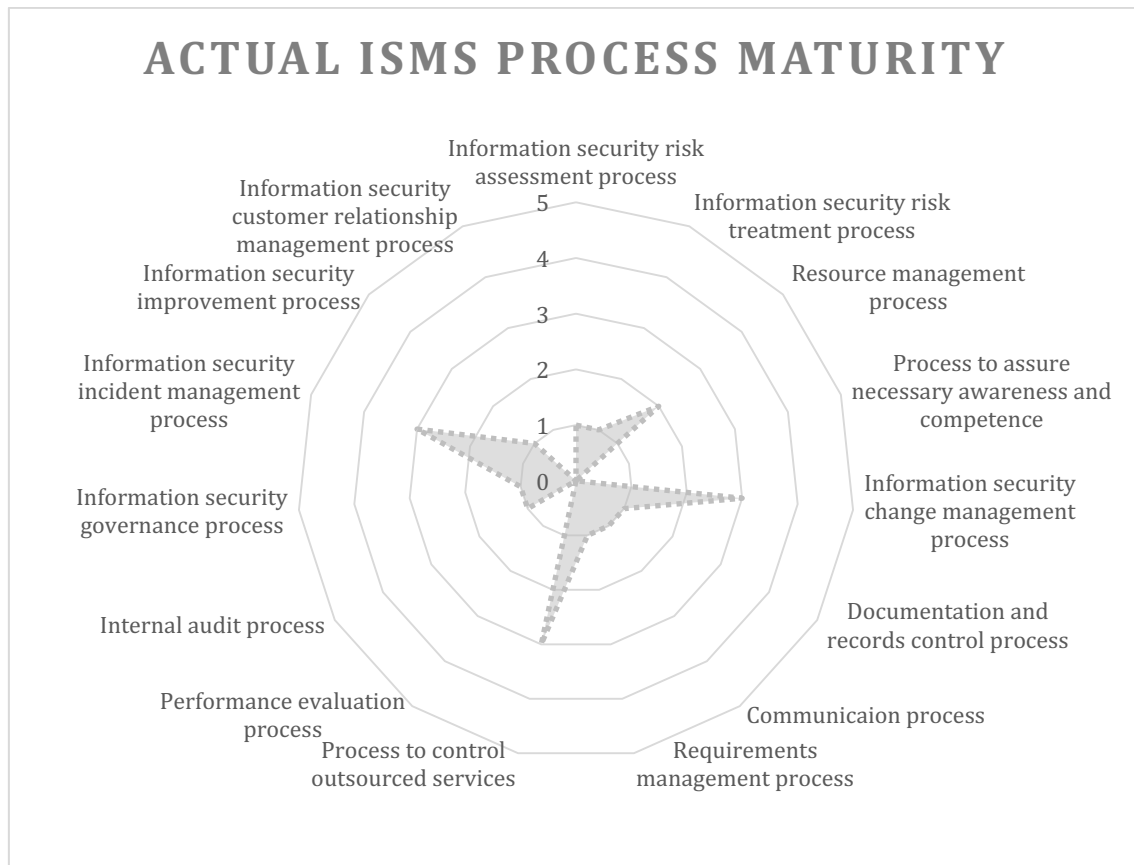 ACTUAL ISMS PROCESS MATURITY
Information security risk
assessment process
Information security risk
treatment process
Resource management
process
Process to assure
necessary awareness and
competence
Information security
change management
process
Documentation and
records control process
Communicaion process
Requirements
management process
Process to control
outsourced services
Performance evaluation
process
Internal audit process
Information security
governance process
Information security
incident management
process
Information security
improvement process
Information security
customer relationship
management process
5
4
3
2
1
0